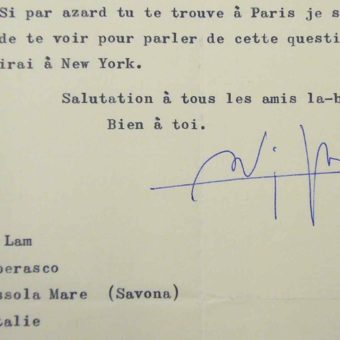 Si par azard tu te trouve à Paris je s
de te voir pour parler de cette questi
irai à New York.
Salutation à tous les amis la-b
Bien à toi.
Lam
perasco
ssola Mare (Savona)
talie